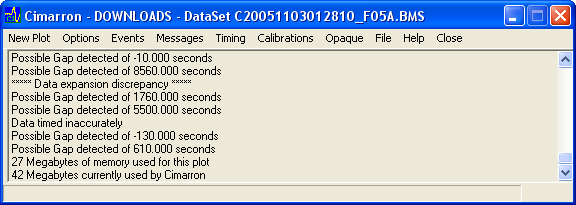 Cimarron - DOWNLOADS - DataSet C20051103012810_F05A.BMS
New Plot Options Events Messages Timing Calibrations Opaque File Help Close
Possible Gap detected of -10.000 seconds
Possible Gap detected of 8560.000 seconds
***** Data expansion discrepancy *****
Possible Gap detected of 1760.000 seconds
Possible Gap detected of 5500.000 seconds
Data timed inaccurately
Possible Gap detected of -130.000 seconds
Possible Gap detected of 610.000 seconds
27 Megabytes of memory used for this plot
42 Megabytes currently used by Cimarron